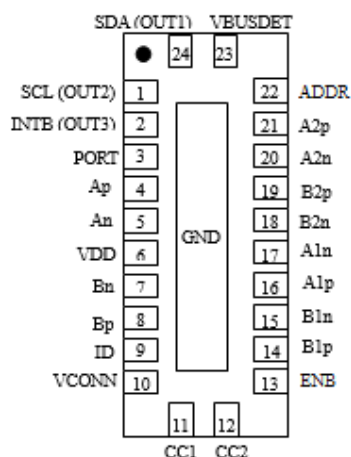 SDA (OUT1) VBUSDET
24 23
SCL (OUT2) 1 22 ADDR
INTB (OUT3) 2 21 A2p
PORT 3 20 A2n
Ap 4 19 B2p
An 5 18 B2n
GND
VDD 6 17 A1n
Bn 7 16 A1p
Bp 8 15 B1n
ID 9 14 B1p
VCONN 10 13 ENB
11 12
CC1 CC2